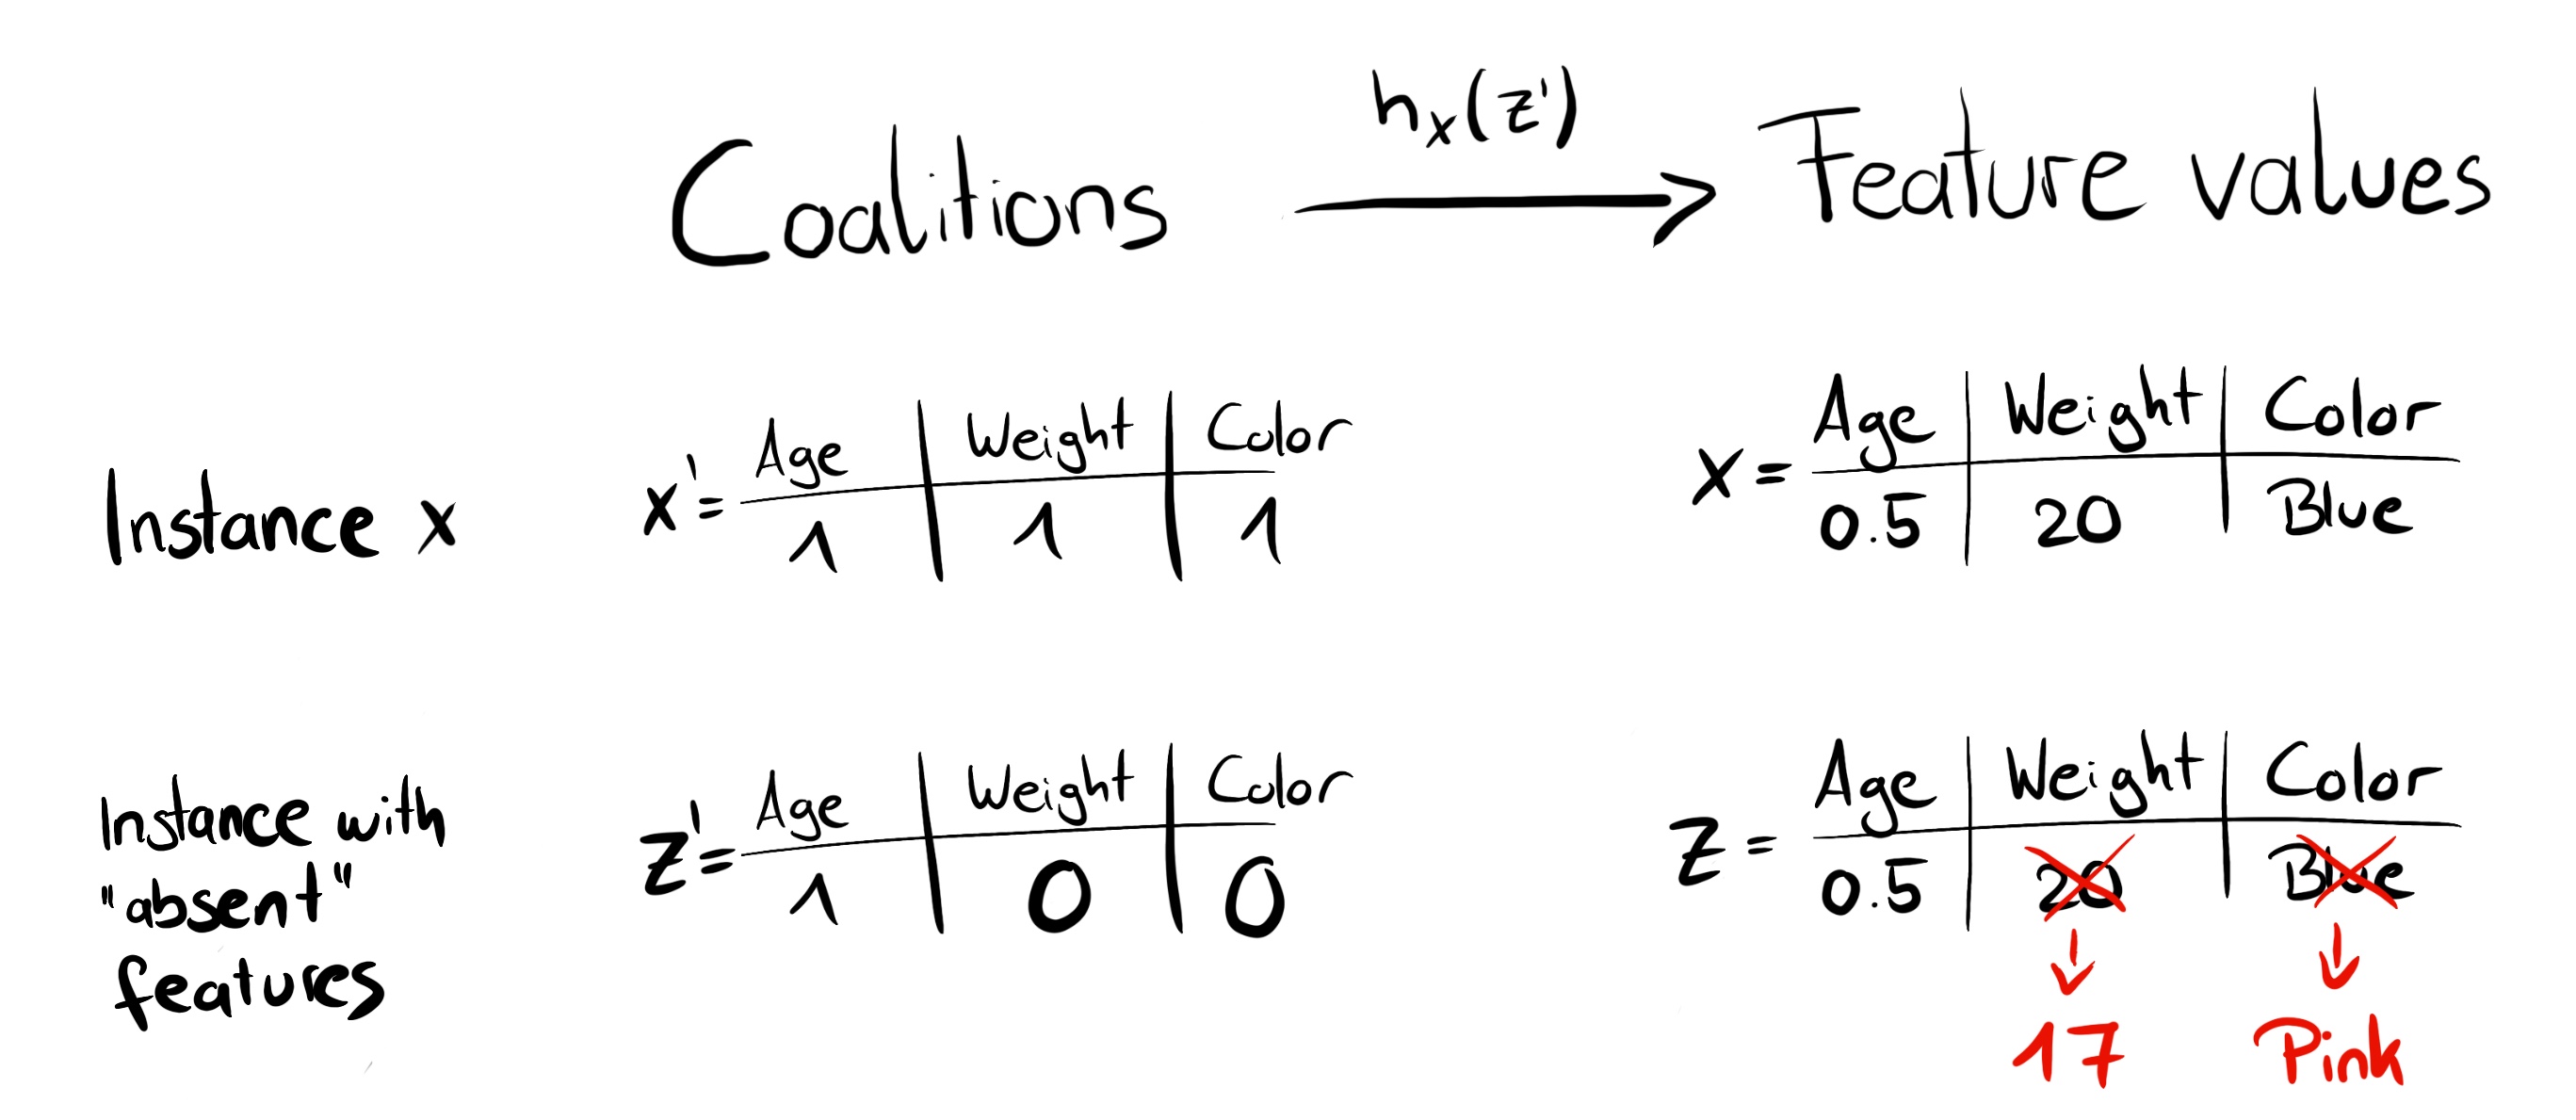 Coalitions h_x(z') Feature values
Age Weight Color Age Weight Color
Instance x x'= 1 1 1 x= 0.5 20 Blue
Age Weight Color Age Weight Color
Instance with z'= 1 0 0 z= 0.5 20 Blue
"absent"
features 17 Pink